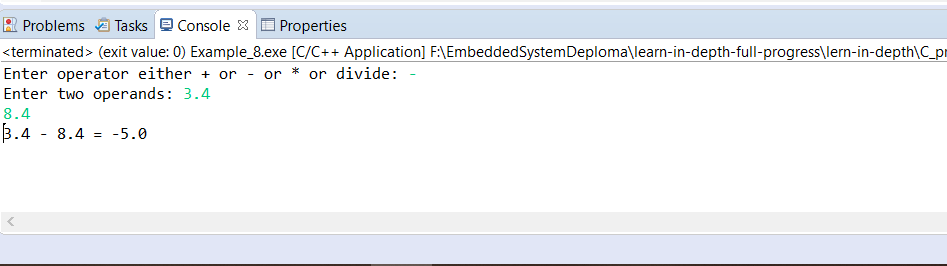 Problems Tasks Console Properties
<terminated> (exit value: 0) Example_8.exe [C/C++ Application] F:\EmbeddedSystemDeploma\learn-in-depth-full-progress\lern-in-depth\C_pr
Enter operator either + or - or * or divide: -
Enter two operands: 3.4
8.4
3.4 - 8.4 = -5.0